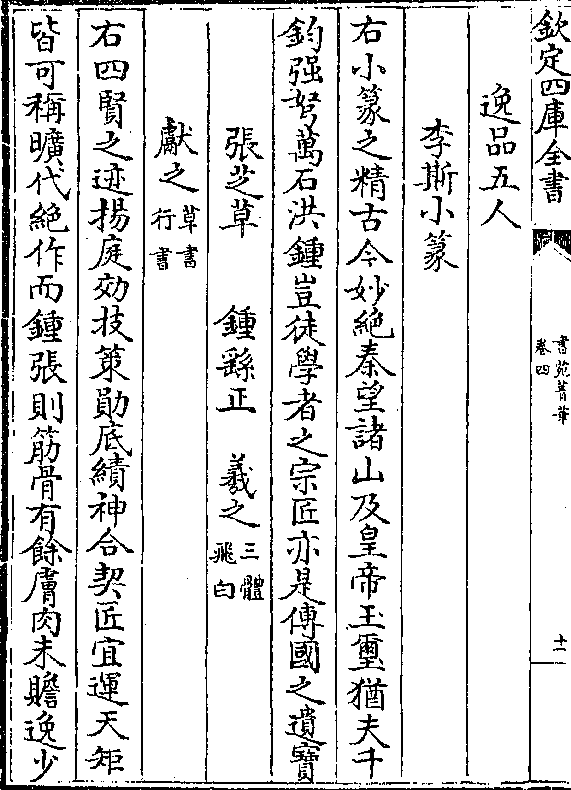 欽定四庫全書
書苑菁華
卷四
十一
逸品五人
李斯小篆
右小篆之精古今妙絶秦望諸山及皇帝玉璽猶夫千
鈞强弩萬石洪鍾豈徒學者之宗匠亦是傳國之遺寶
張芝草 鍾繇正 羲之三體飛白
獻之草書行書
右四賢之迹揚庭効技策勛底績神合契匠冝運天矩
皆可稱曠代絶作而鍾張則筋骨有餘膚肉未贍逸少